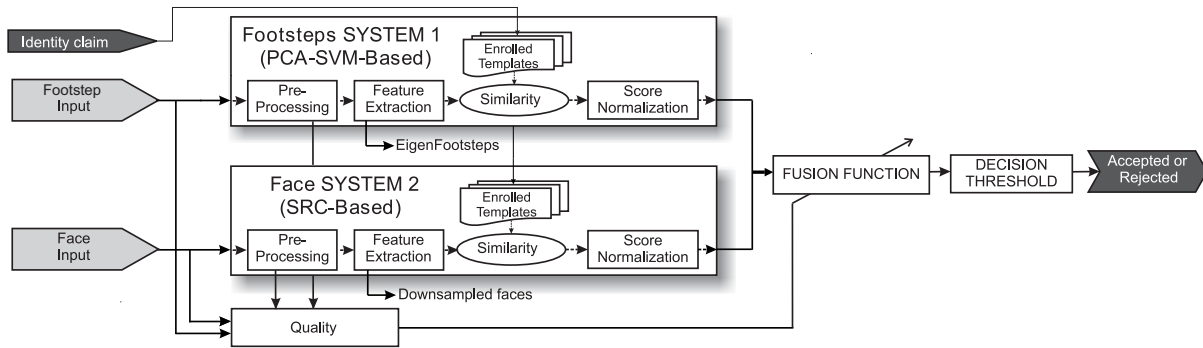 Identity claim
Footsteps SYSTEM 1
(PCA-SVM-Based)
Enrolled
Templates
Footstep
Input
Pre-
Processing
Feature
Extraction
Similarity
Score
Normalization
EigenFootsteps
Face SYSTEM 2
(SRC-Based)
Enrolled
Templates
FUSION FUNCTION
DECISION
THRESHOLD
Accepted or
Rejected
Face
Input
Pre-
Processing
Feature
Extraction
Similarity
Score
Normalization
Downsampled faces
Quality